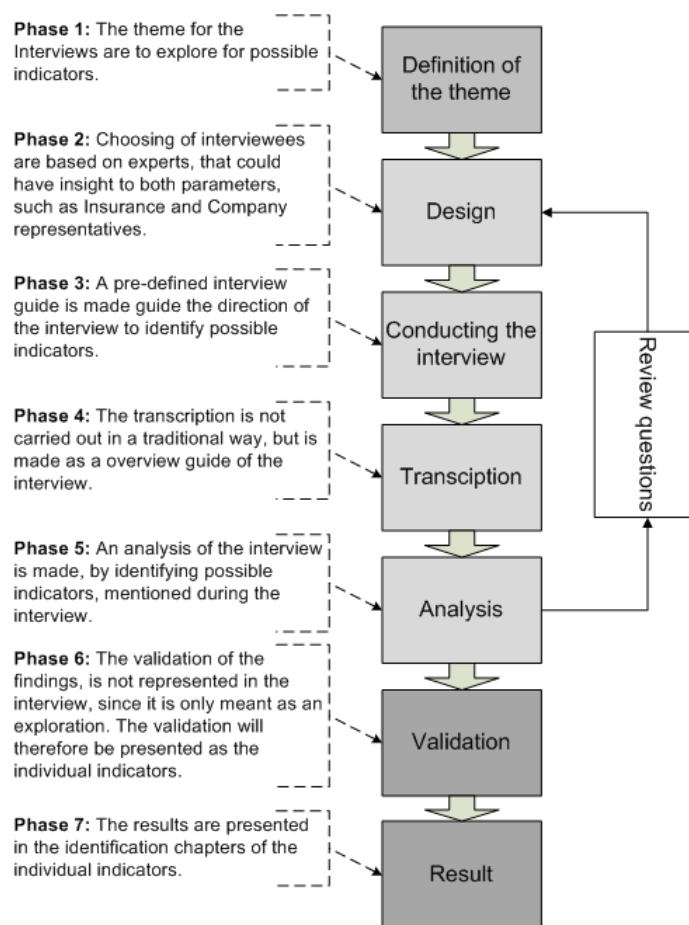 Phase 1: The theme for the
Interviews are to explore for possible
indicators.
Definition of
the theme
Phase 2: Choosing of interviewees
are based on experts, that could
have insight to both parameters,
such as Insurance and Company
representatives.
Design
Phase 3: A pre-defined interview
guide is made guide the direction of
the interview to identify possible
indicators.
Conducting the
interview
Review questions
Phase 4: The transcription is not
carried out in a traditional way, but is
made as a overview guide of the
interview.
Transciption
Phase 5: An analysis of the interview
is made, by identifying possible
indicators, mentioned during the
interview.
Analysis
Phase 6: The validation of the
findings, is not represented in the
interview, since it is only meant as an
exploration. The validation will
therefore be presented as the
individual indicators.
Validation
Phase 7: The results are presented
in the identification chapters of the
individual indicators.
Result